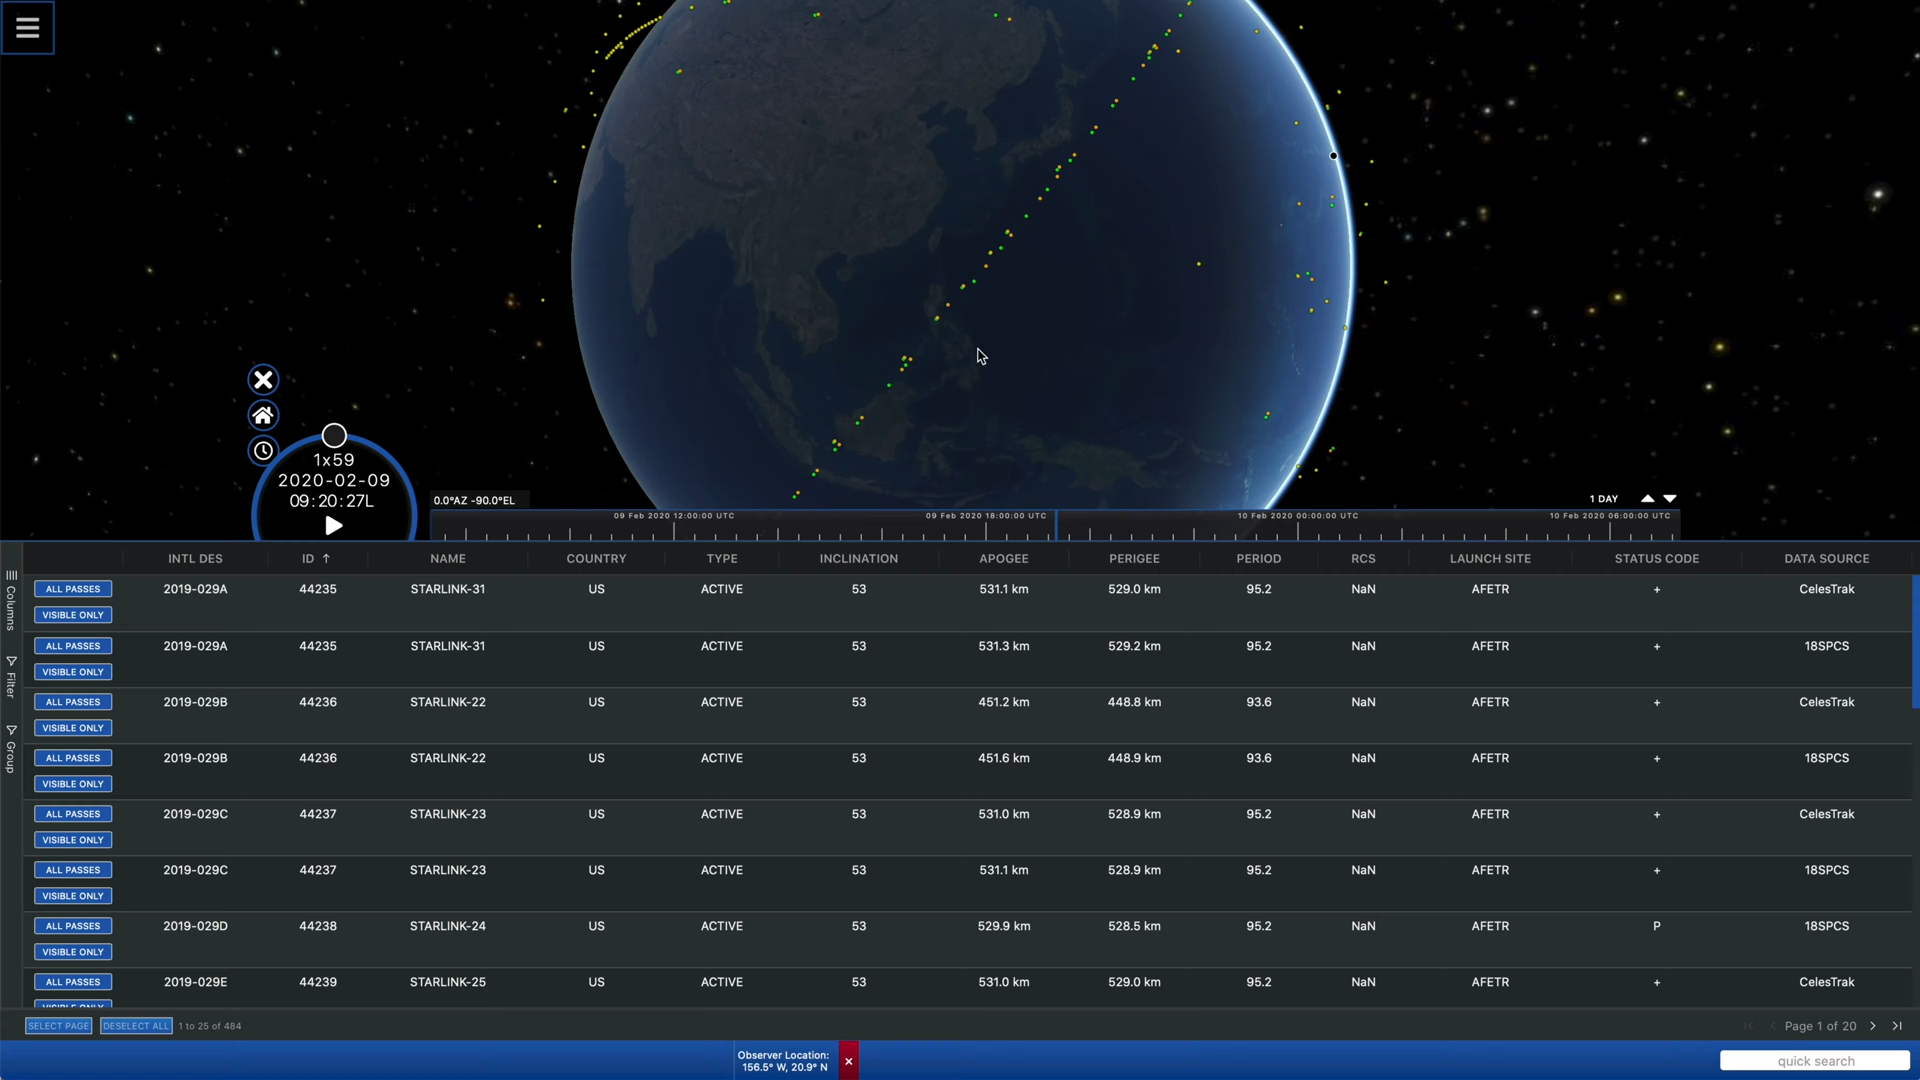 1x59
2020-02-09
09:20:27L
0.0°AZ -90.0°EL
1 DAY
09 Feb 2020 12:00:00 UTC 09 Feb 2020 18:00:00 UTC 10 Feb 2020 00:00:00 UTC 10 Feb 2020 06:00:00 UTC
Columns
Filter
Group
INTL DES ID ↑ NAME COUNTRY TYPE INCLINATION APOGEE PERIGEE PERIOD RCS LAUNCH SITE STATUS CODE DATA SOURCE
ALL PASSES 2019-029A 44235 STARLINK-31 US ACTIVE 53 531.1 km 529.0 km 95.2 NaN AFETR + CelesTrak
VISIBLE ONLY
ALL PASSES 2019-029A 44235 STARLINK-31 US ACTIVE 53 531.3 km 529.2 km 95.2 NaN AFETR + 18SPCS
VISIBLE ONLY
ALL PASSES 2019-029B 44236 STARLINK-22 US ACTIVE 53 451.2 km 448.8 km 93.6 NaN AFETR + CelesTrak
VISIBLE ONLY
ALL PASSES 2019-029B 44236 STARLINK-22 US ACTIVE 53 451.6 km 448.9 km 93.6 NaN AFETR + 18SPCS
VISIBLE ONLY
ALL PASSES 2019-029C 44237 STARLINK-23 US ACTIVE 53 531.0 km 528.9 km 95.2 NaN AFETR + CelesTrak
VISIBLE ONLY
ALL PASSES 2019-029C 44237 STARLINK-23 US ACTIVE 53 531.1 km 528.9 km 95.2 NaN AFETR + 18SPCS
VISIBLE ONLY
ALL PASSES 2019-029D 44238 STARLINK-24 US ACTIVE 53 529.9 km 528.5 km 95.2 NaN AFETR P 18SPCS
VISIBLE ONLY
ALL PASSES 2019-029E 44239 STARLINK-25 US ACTIVE 53 531.0 km 529.0 km 95.2 NaN AFETR + CelesTrak
VISIBLE ONLY
SELECT PAGE DESELECT ALL 1 to 25 of 484 Page 1 of 20
Observer Location:
156.5° W, 20.9° N
quick search